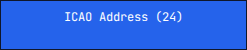 ICAO Address (24)